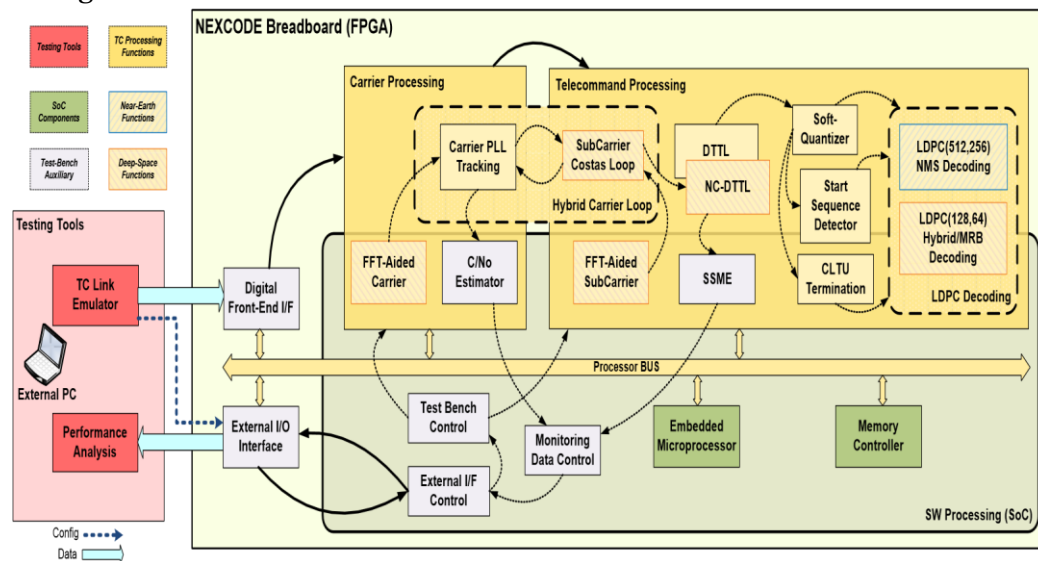 NEXCODE Breadboard (FPGA)
Testing Tools
TC Processing
Functions
SoC
Components
Near-Earth
Functions
Test-Bench
Auxiliary
Deep-Space
Functions
Carrier Processing
Telecommand Processing
Carrier PLL
Tracking
SubCarrier
Costas Loop
Hybrid Carrier Loop
DTTL
NC-DTTL
Soft-
Quantizer
Start
Sequence
Detector
CLTU
Termination
LDPC(512,256)
NMS Decoding
LDPC(128,64)
Hybrid/MRB
Decoding
LDPC Decoding
FFT-Aided
Carrier
C/No
Estimator
FFT-Aided
SubCarrier
SSME
Testing Tools
TC Link
Emulator
External PC
Performance
Analysis
Digital
Front-End I/F
Processor BUS
External I/O
Interface
Test Bench
Control
External I/F
Control
Monitoring
Data Control
Embedded
Microprocessor
Memory
Controller
SW Processing (SoC)
Config
Data